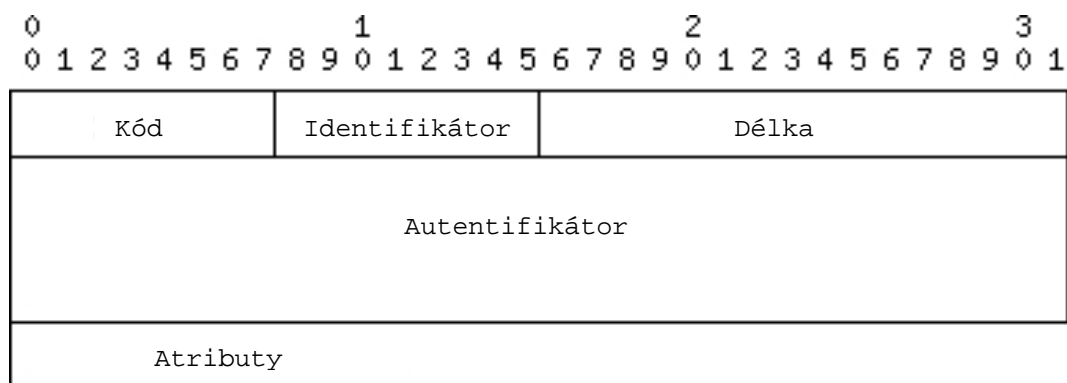 0 1 2 3
0 1 2 3 4 5 6 7 8 9 0 1 2 3 4 5 6 7 8 9 0 1 2 3 4 5 6 7 8 9 0 1
Kód Identifikátor Délka
Autentifikátor
Atributy